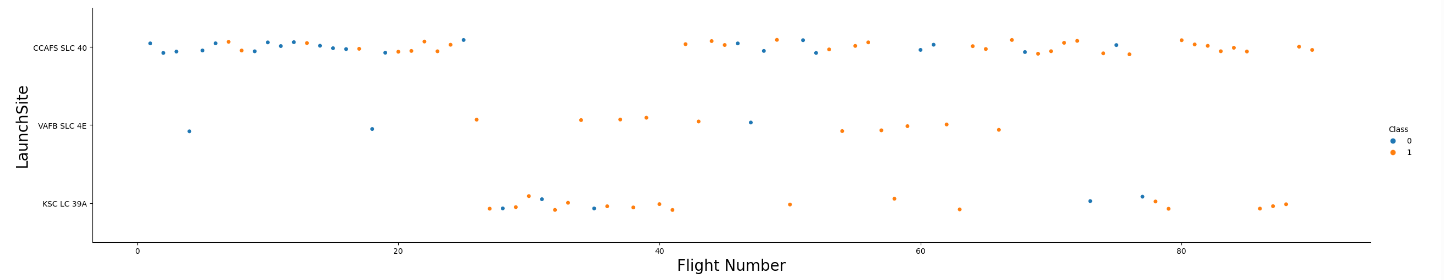 CCAFS SLC 40
VAFB SLC 4E
KSC LC 39A
LaunchSite
0
20
40
60
80
Flight Number
Class
0
1